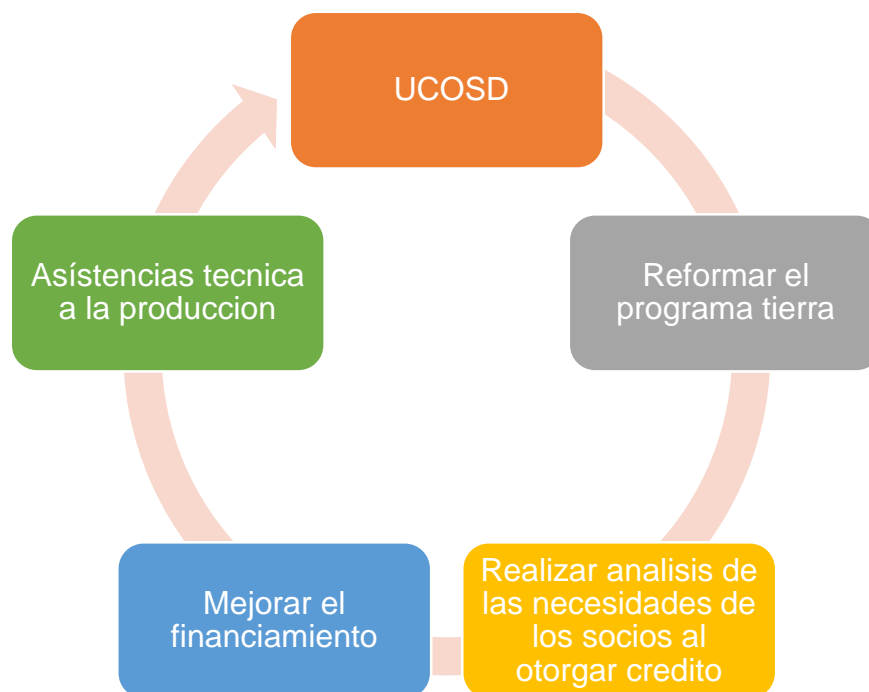 UCOSD
Reformar el
programa tierra
Realizar analisis de
las necesidades de
los socios al
otorgar credito
Mejorar el
financiamiento
Asístencias tecnica
a la produccion